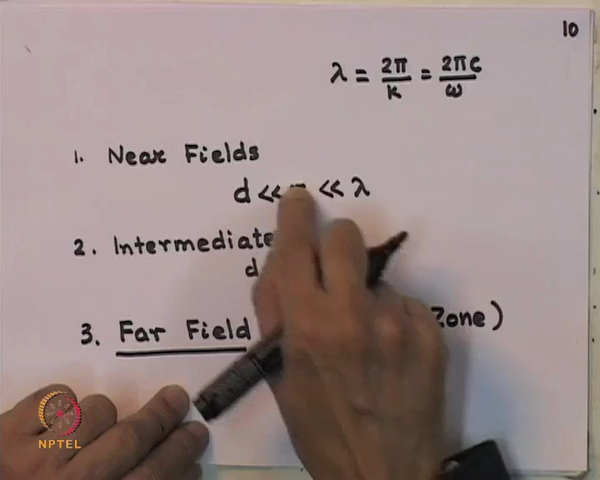 10
λ = 2π/k = 2πc/ω
1. Near Fields
d << << λ
2. Intermediate
d
3. Far Field Zone)
NPTEL